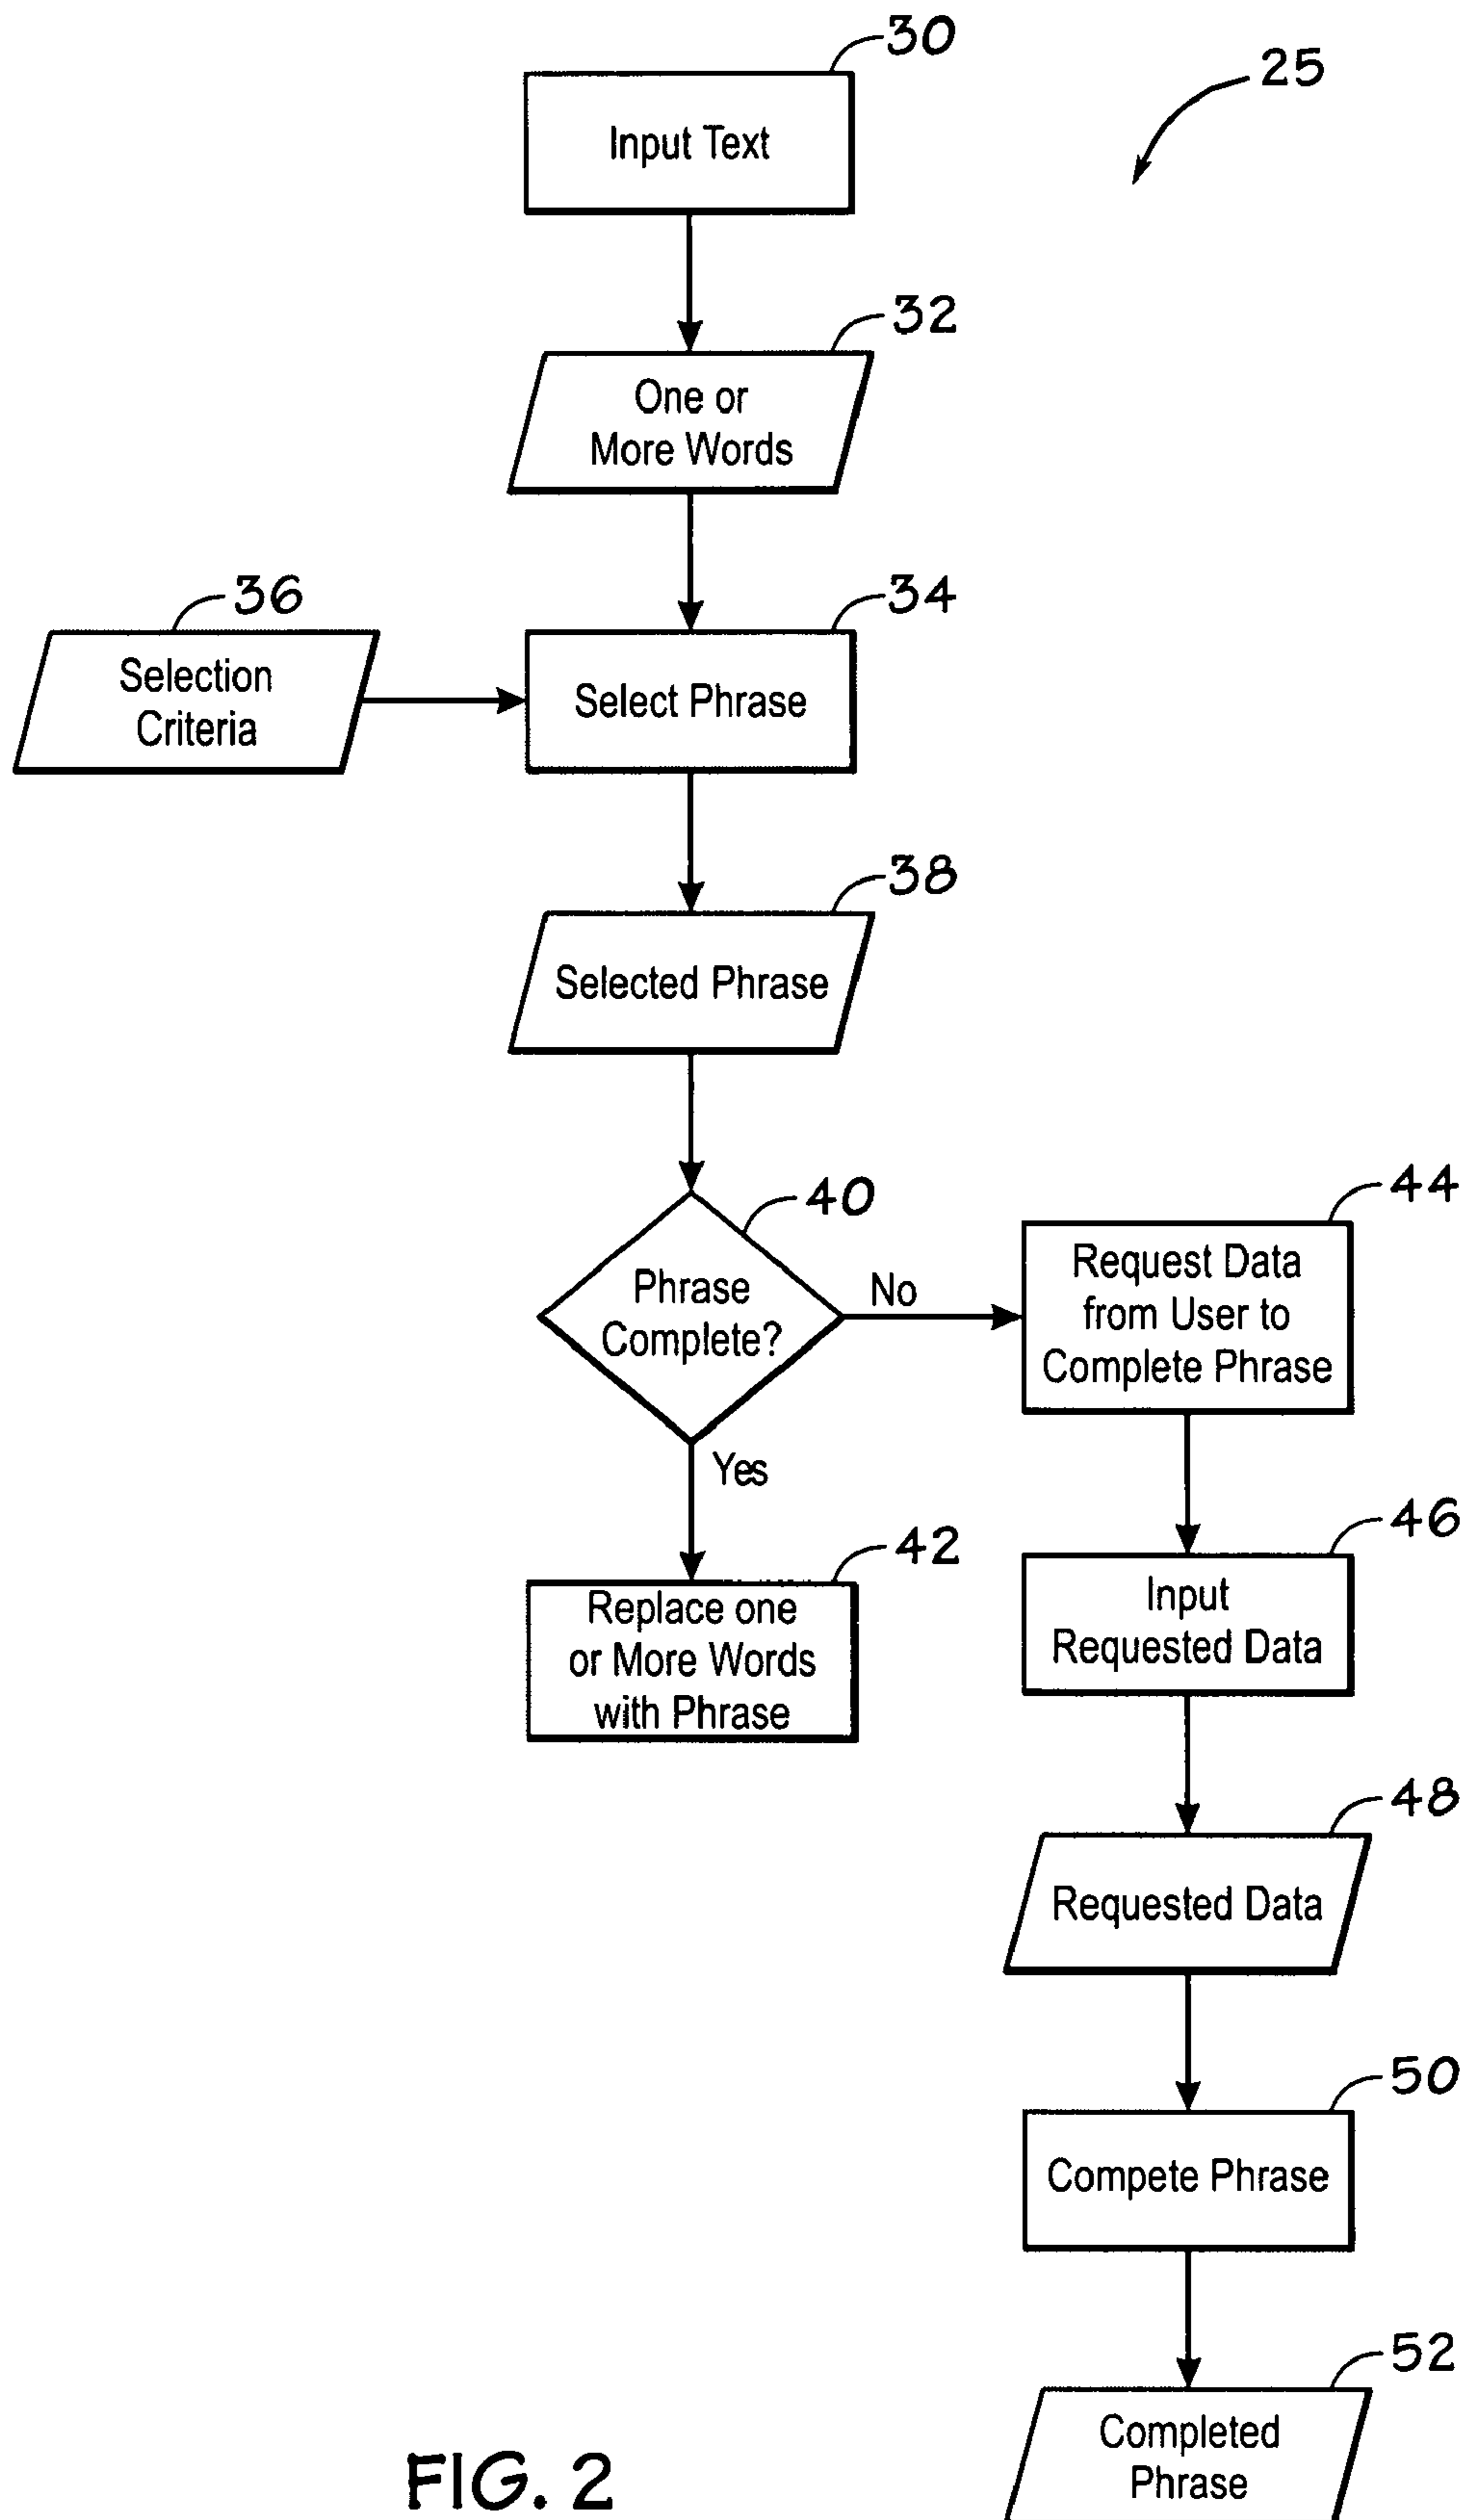 30
25
Input Text
32
One or
More Words
36
34
Selection
Criteria
Select Phrase
38
Selected Phrase
40
44
Phrase
Complete?
No
Request Data
from User to
Complete Phrase
Yes
42
46
Replace one
or More Words
with Phrase
Input
Requested Data
48
Requested Data
50
Compete Phrase
52
Completed
Phrase
FIG. 2